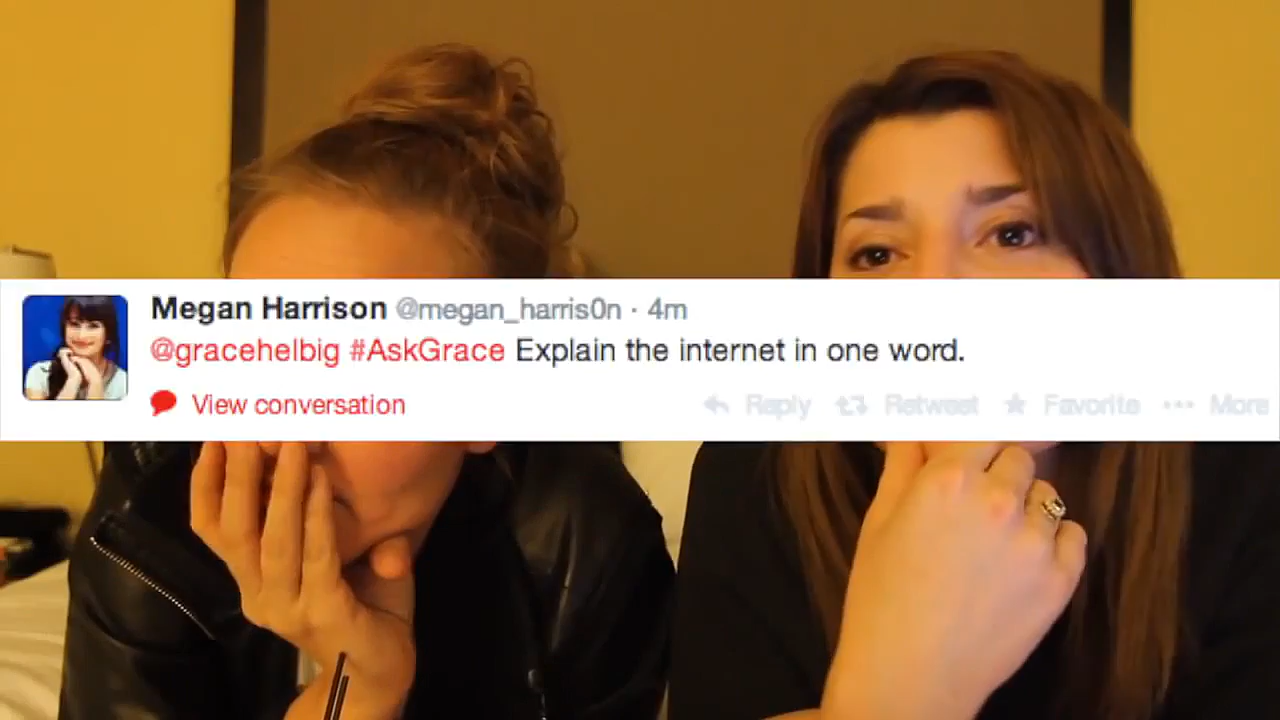 Megan Harrison @megan_harris0n · 4m
@gracehelbig #AskGrace Explain the internet in one word.
View conversation Reply Retweet Favorite More